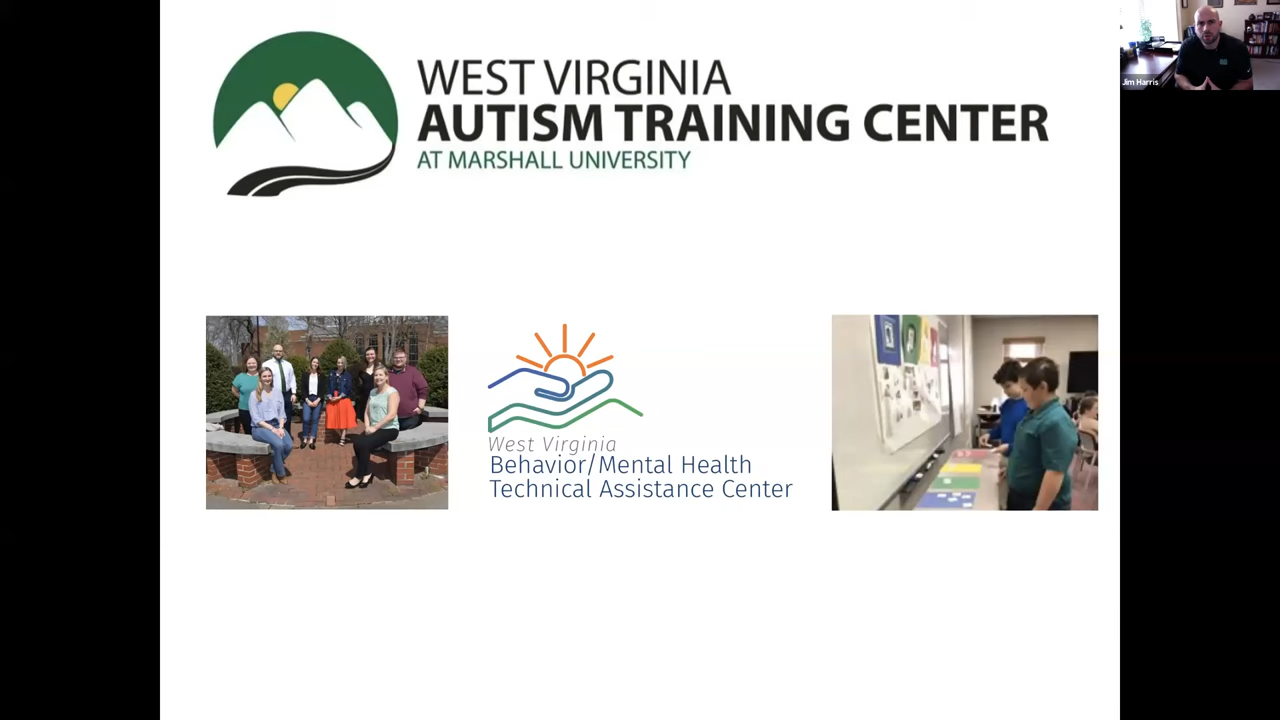 WEST VIRGINIA
AUTISM TRAINING CENTER
AT MARSHALL UNIVERSITY
Jim Harris
West Virginia
Behavior/Mental Health
Technical Assistance Center